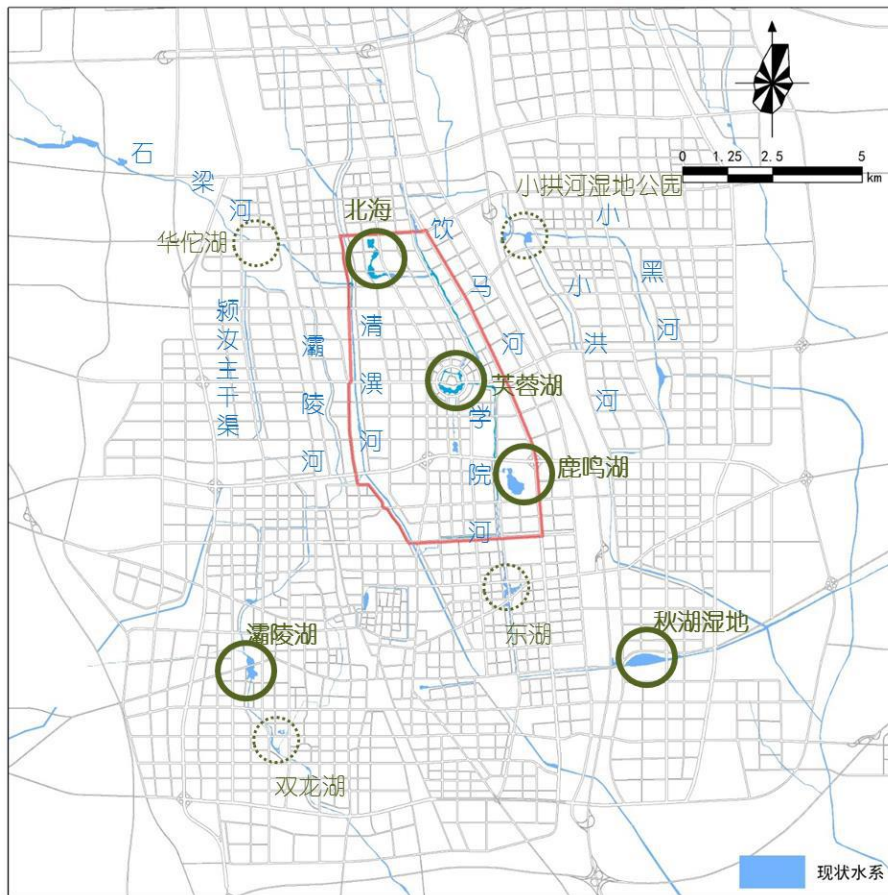 0 1.25 2.5 5
km
石梁河
小拱河湿地公园
北海
饮马河
小黑河
华佗湖
小洪河
颍汝主干渠
灞陵河
清潩河
芙蓉湖
学院河
鹿鸣湖
东湖
灞陵湖
秋湖湿地
双龙湖
现状水系